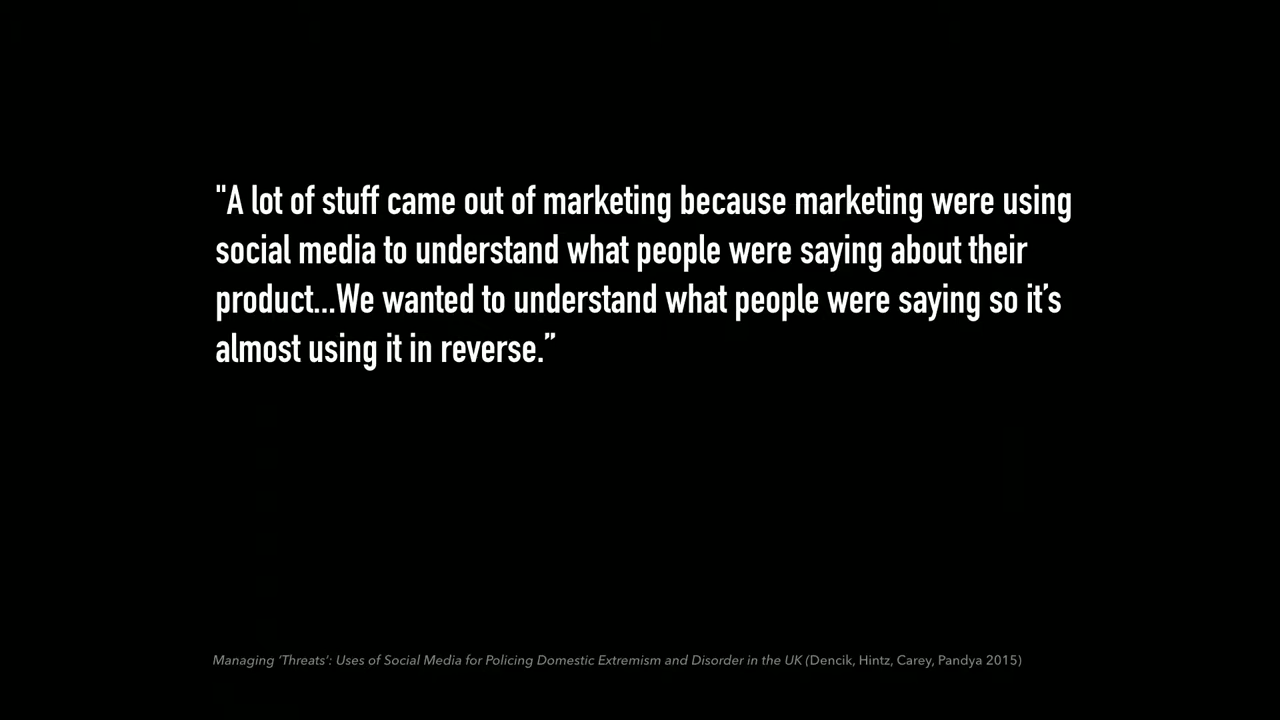 "A lot of stuff came out of marketing because marketing were using
social media to understand what people were saying about their
product...We wanted to understand what people were saying so it’s
almost using it in reverse.”
Managing ‘Threats’: Uses of Social Media for Policing Domestic Extremism and Disorder in the UK (Dencik, Hintz, Carey, Pandya 2015)